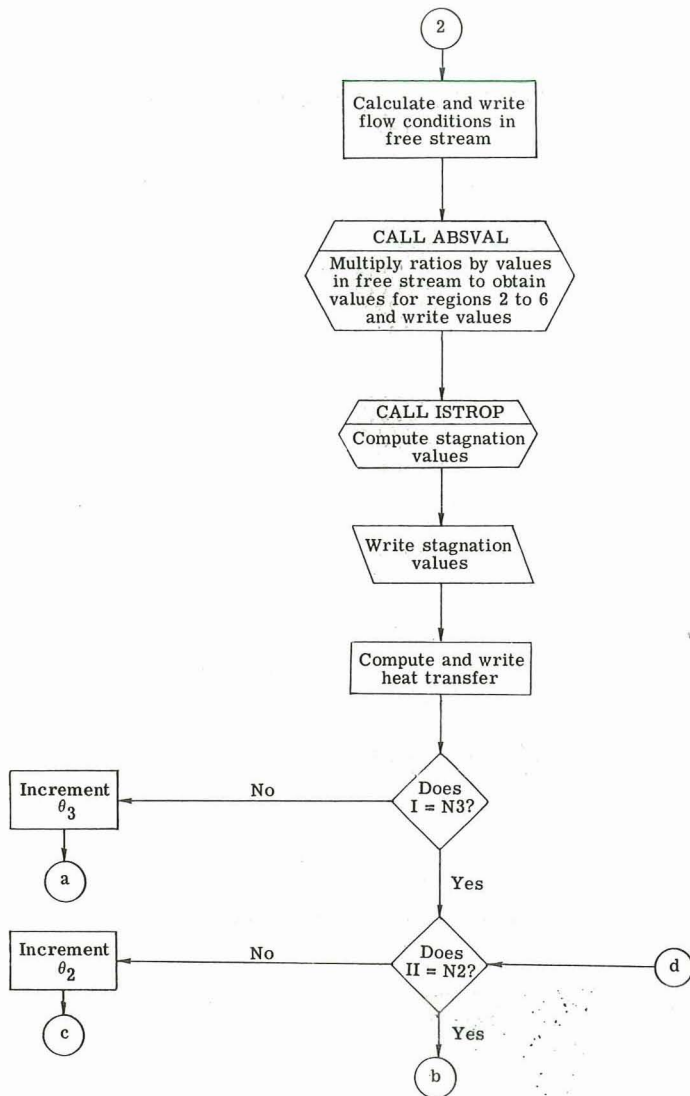 2
Calculate and write
flow conditions in
free stream
CALL ABSVAL
Multiply ratios by values
in free stream to obtain
values for regions 2 to 6
and write values
CALL ISTROP
Compute stagnation
values
Write stagnation
values
Compute and write
heat transfer
Does
I = N3?
No
Increment
θ₃
a
Yes
Does
II = N2?
d
No
Increment
θ₂
c
Yes
b